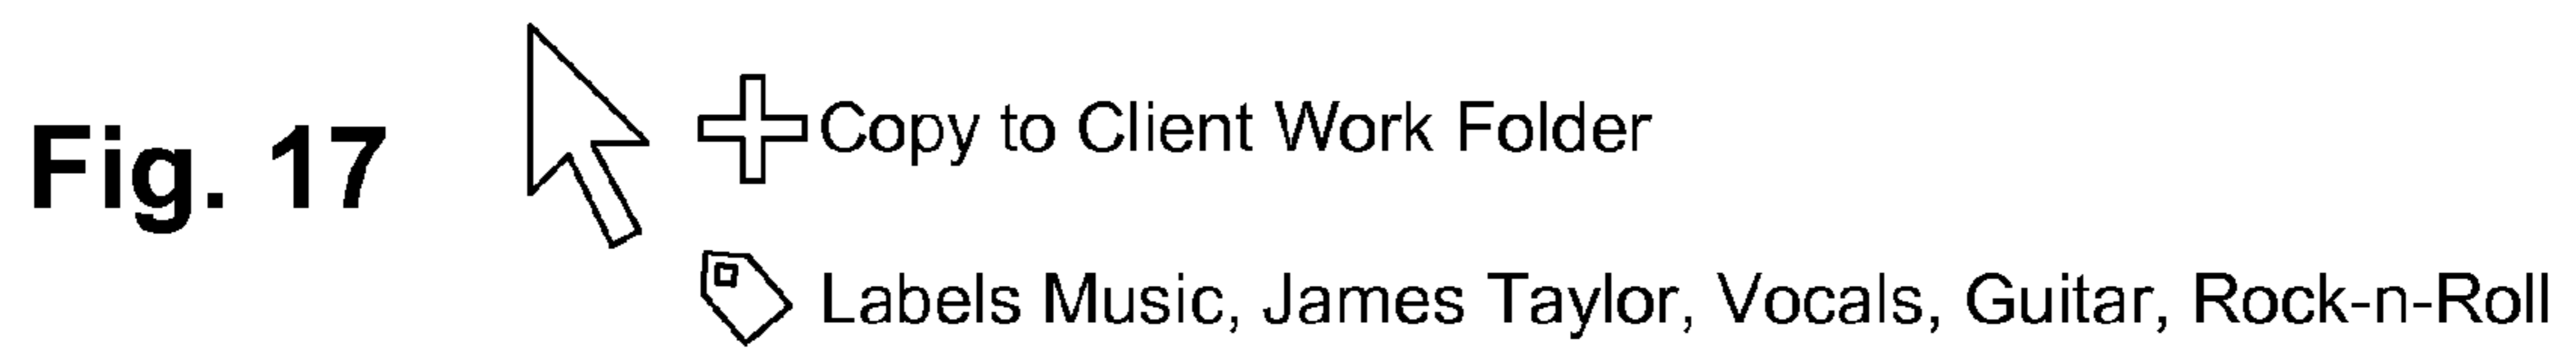 Fig. 17
Copy to Client Work Folder
Labels Music, James Taylor, Vocals, Guitar, Rock-n-Roll